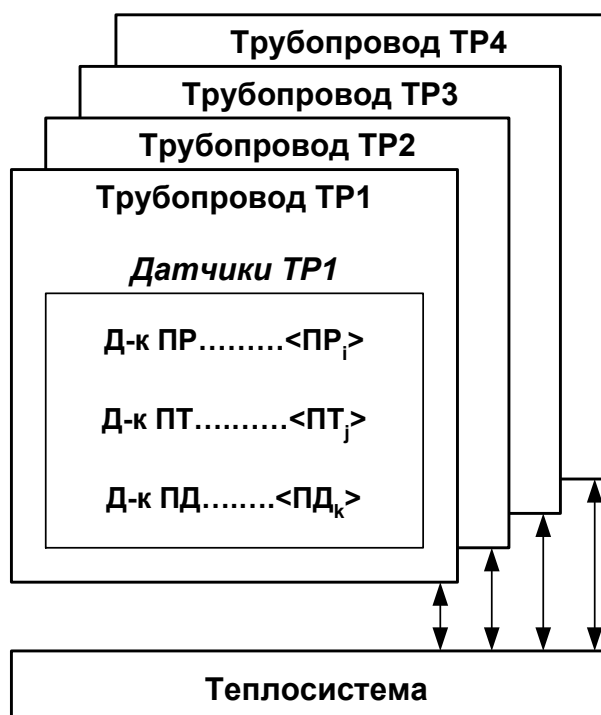 Трубопровод ТР4
Трубопровод ТР3
Трубопровод ТР2
Трубопровод ТР1
Датчики ТР1
Д-к ПР………<ПРi>
Д-к ПТ….……<ПТj>
Д-к ПД….….<ПДk>
Теплосистема